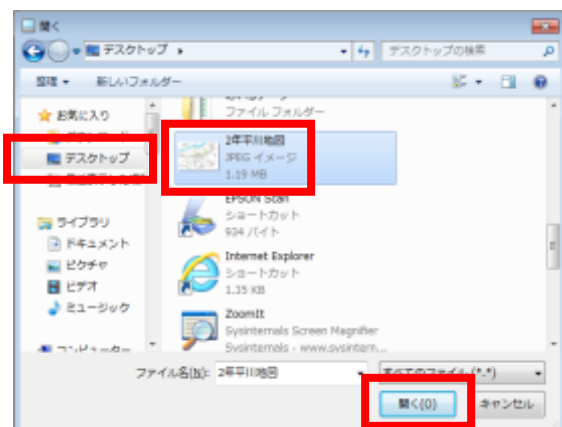 開く
デスクトップ
デスクトップの検索
整理
新しいフォルダー
お気に入り
デスクトップ
ライブラリ
ドキュメント
ピクチャ
ビデオ
ミュージック
コンピューター
ファイル フォルダー
2年平川地図
JPEG イメージ
1.19 MB
EPSON Scan
ショートカット
934 バイト
Internet Explorer
ショートカット
1.35 KB
ZoomIt
Sysinternals Screen Magnifier
Sysinternals - www.sysintern...
ファイル名(N): 2年平川地図
すべてのファイル (*.*)
開く(O)
キャンセル